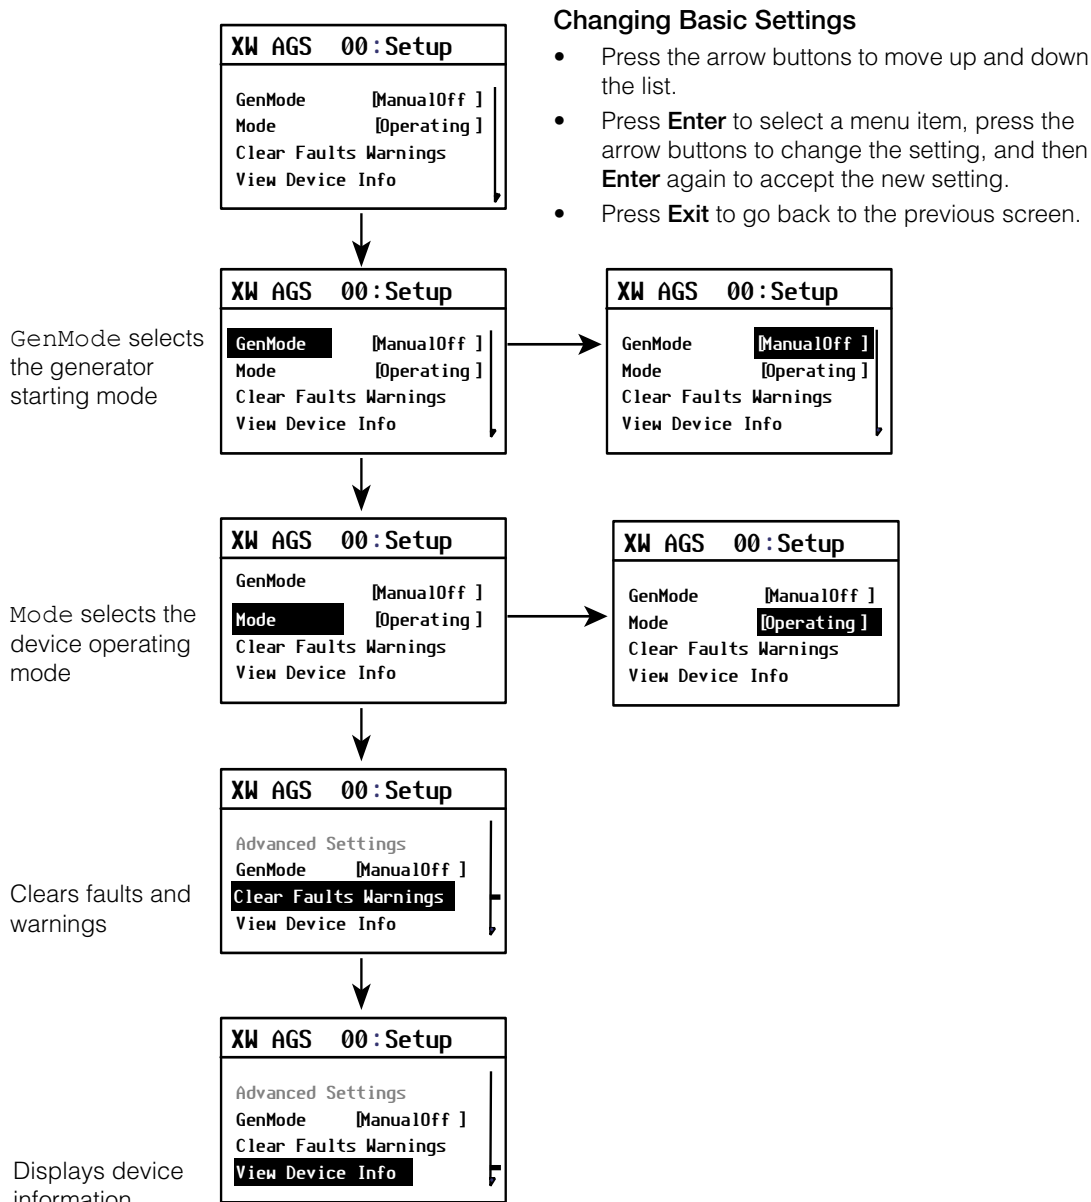 XW AGS 00:Setup
GenMode [ManualOff ]
Mode [Operating ]
Clear Faults Warnings
View Device Info
Changing Basic Settings
• Press the arrow buttons to move up and down
the list.
• Press Enter to select a menu item, press the
arrow buttons to change the setting, and then
Enter again to accept the new setting.
• Press Exit to go back to the previous screen.
GenMode selects
the generator
starting mode
XW AGS 00:Setup
GenMode [ManualOff ]
Mode [Operating ]
Clear Faults Warnings
View Device Info
XW AGS 00:Setup
GenMode [ManualOff ]
Mode [Operating ]
Clear Faults Warnings
View Device Info
Mode selects the
device operating
mode
XW AGS 00:Setup
GenMode [ManualOff ]
Mode [Operating ]
Clear Faults Warnings
View Device Info
XW AGS 00:Setup
GenMode [ManualOff ]
Mode [Operating ]
Clear Faults Warnings
View Device Info
Clears faults and
warnings
XW AGS 00:Setup
Advanced Settings
GenMode [ManualOff ]
Clear Faults Warnings
View Device Info
Displays device
information
XW AGS 00:Setup
Advanced Settings
GenMode [ManualOff ]
Clear Faults Warnings
View Device Info